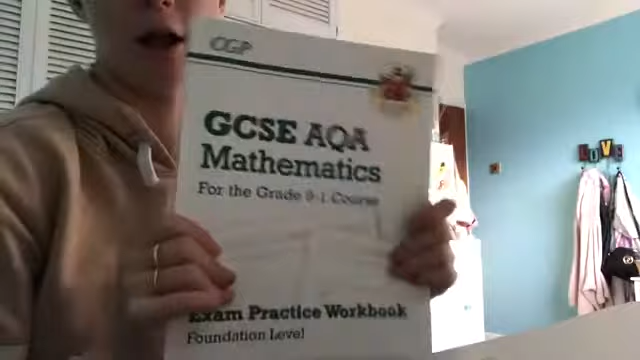 CGP
GCSE AQA
Mathematics
For the Grade 9-1 Course
Exam Practice Workbook
Foundation Level
LOVE